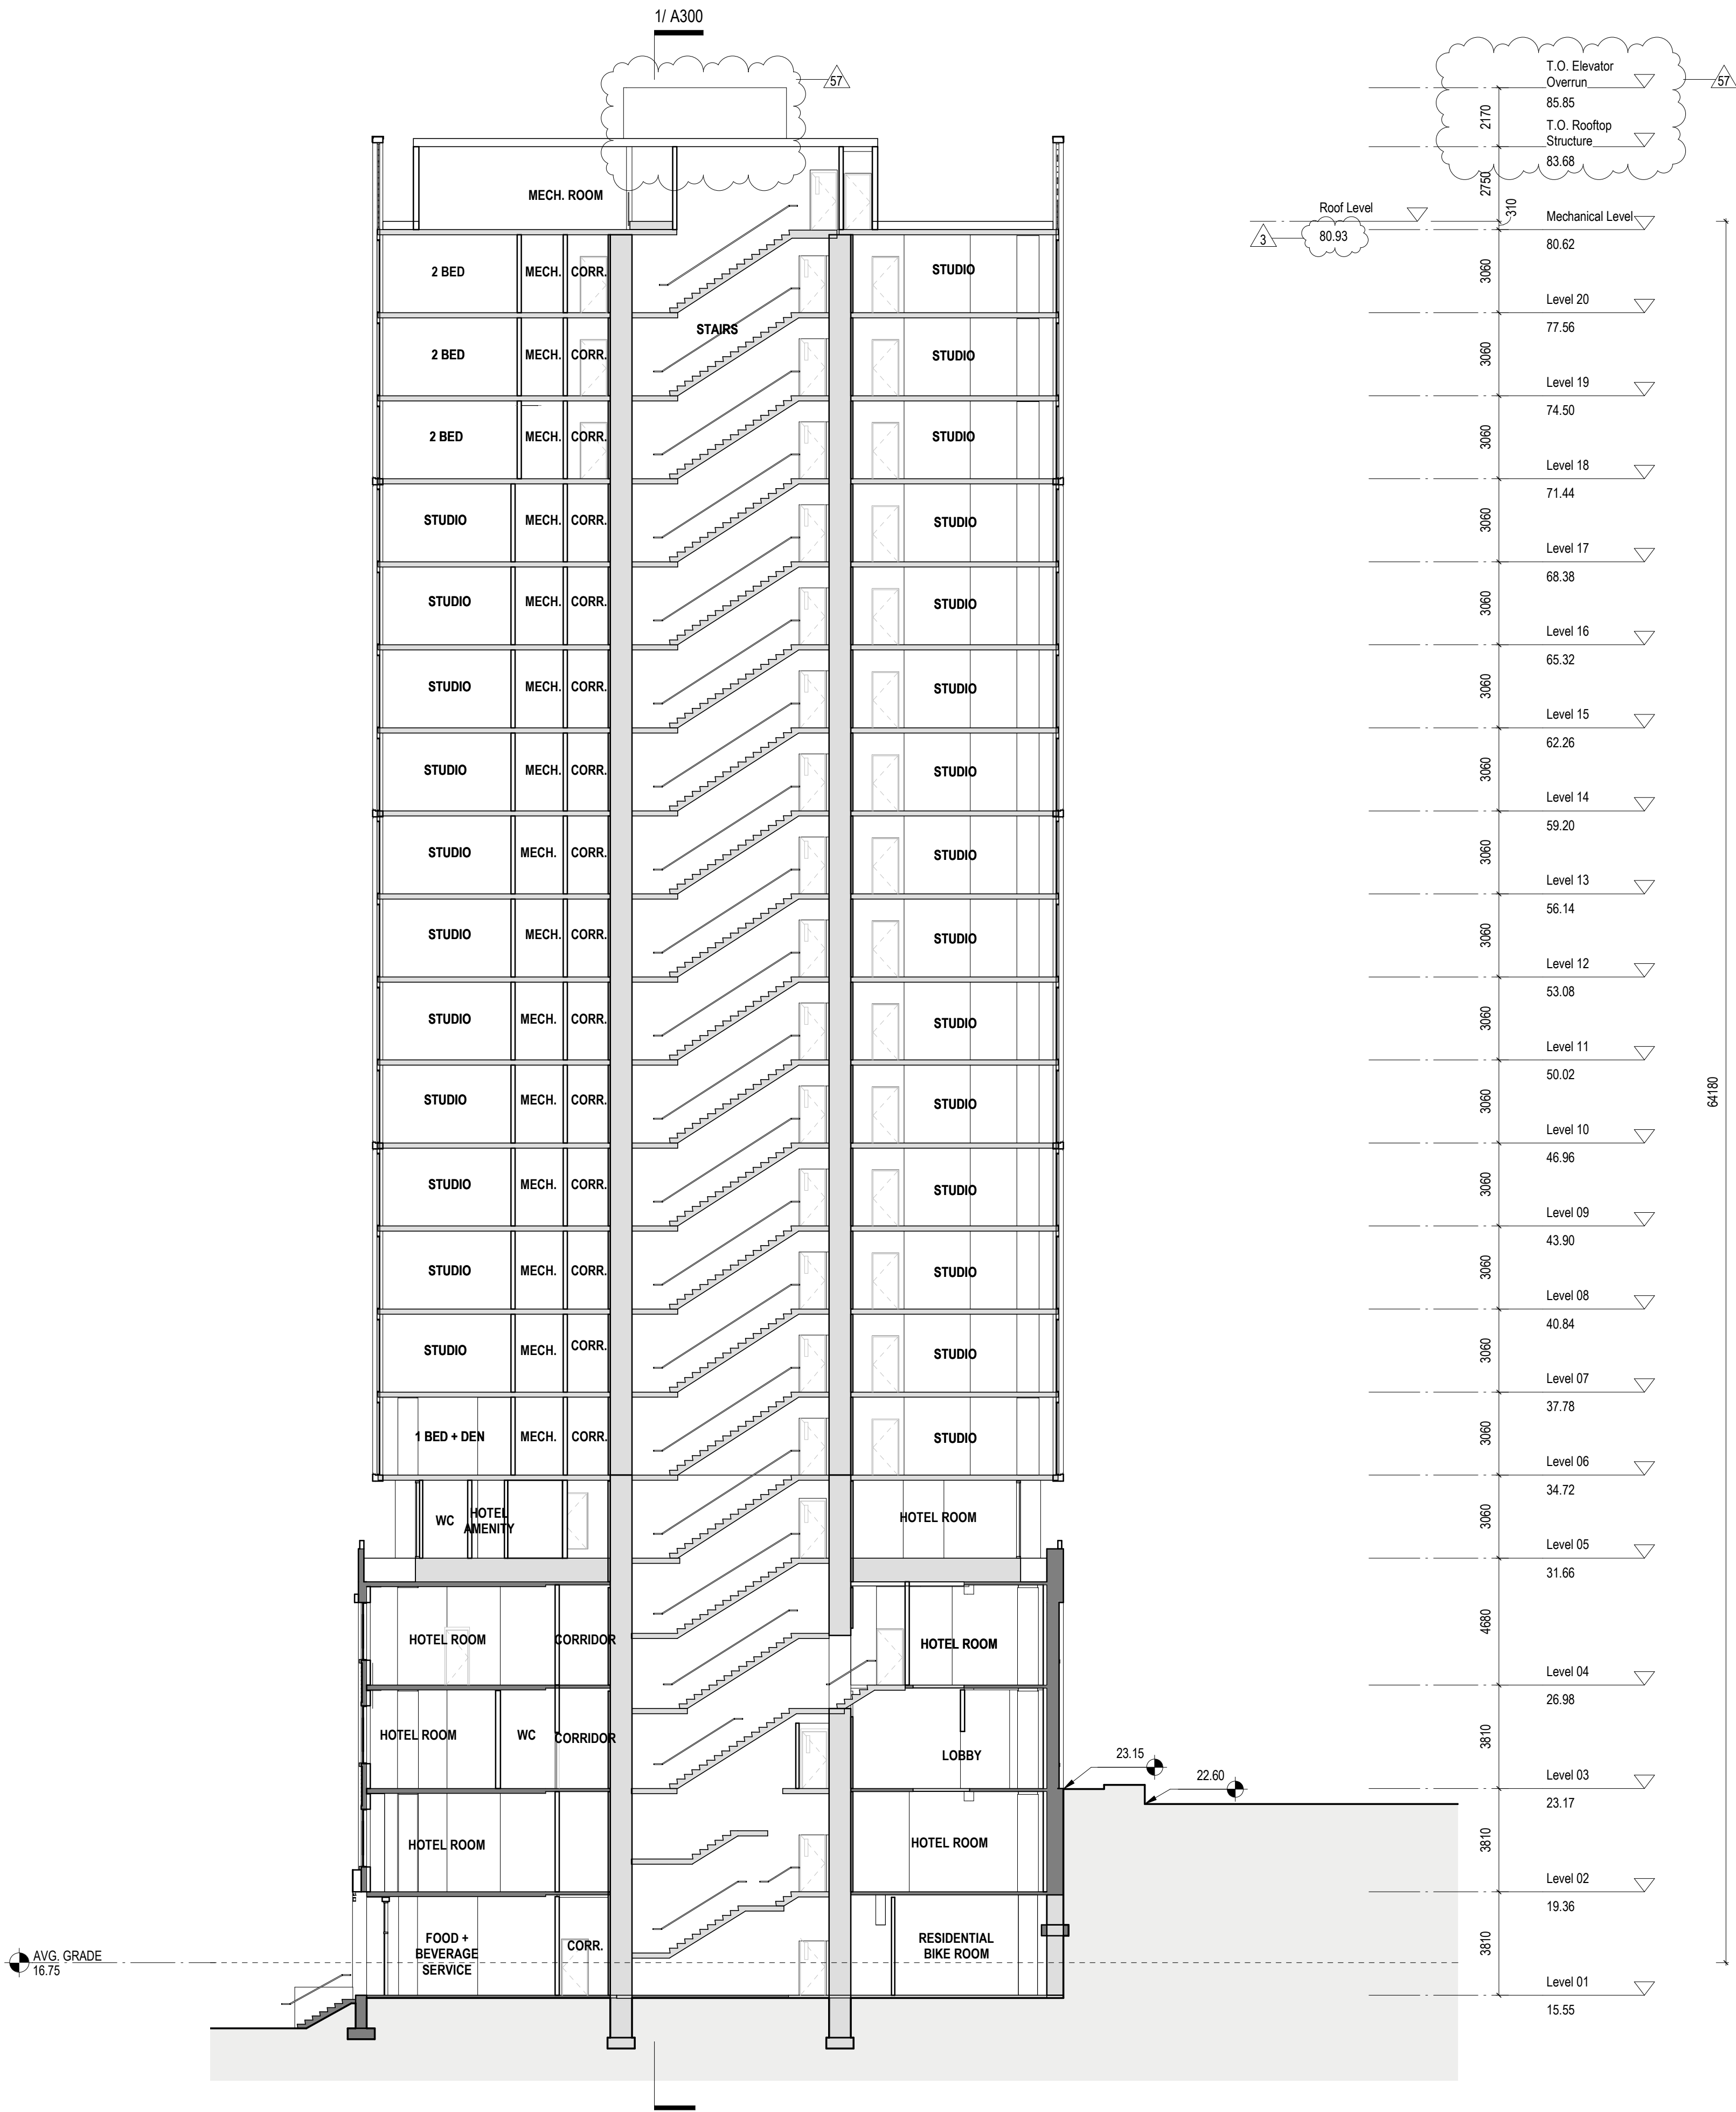 1/ A300
57
T.O. Elevator
Overrun
85.85
57
2170
T.O. Rooftop
Structure
83.68
2750
MECH. ROOM
Roof Level
80.93
3
310
Mechanical Level
80.62
2 BED
MECH.
CORR.
STUDIO
3060
Level 20
77.56
2 BED
MECH.
CORR.
STAIRS
STUDIO
3060
Level 19
74.50
2 BED
MECH.
CORR.
STUDIO
3060
Level 18
71.44
STUDIO
MECH.
CORR.
STUDIO
3060
Level 17
68.38
STUDIO
MECH.
CORR.
STUDIO
3060
Level 16
65.32
STUDIO
MECH.
CORR.
STUDIO
3060
Level 15
62.26
STUDIO
MECH.
CORR.
STUDIO
3060
Level 14
59.20
STUDIO
MECH.
CORR.
STUDIO
3060
Level 13
56.14
STUDIO
MECH.
CORR.
STUDIO
3060
Level 12
53.08
STUDIO
MECH.
CORR.
STUDIO
3060
Level 11
50.02
STUDIO
MECH.
CORR.
STUDIO
3060
64180
Level 10
46.96
STUDIO
MECH.
CORR.
STUDIO
3060
Level 09
43.90
STUDIO
MECH.
CORR.
STUDIO
3060
Level 08
40.84
STUDIO
MECH.
CORR.
STUDIO
3060
Level 07
37.78
1 BED + DEN
MECH.
CORR.
STUDIO
3060
Level 06
34.72
WC
HOTEL
AMENITY
HOTEL ROOM
3060
Level 05
31.66
HOTEL ROOM
CORRIDOR
HOTEL ROOM
4680
Level 04
26.98
HOTEL ROOM
WC
CORRIDOR
LOBBY
3810
23.15
22.60
Level 03
23.17
HOTEL ROOM
HOTEL ROOM
3810
Level 02
19.36
FOOD +
BEVERAGE
SERVICE
CORR.
RESIDENTIAL
BIKE ROOM
3810
AVG. GRADE
16.75
Level 01
15.55